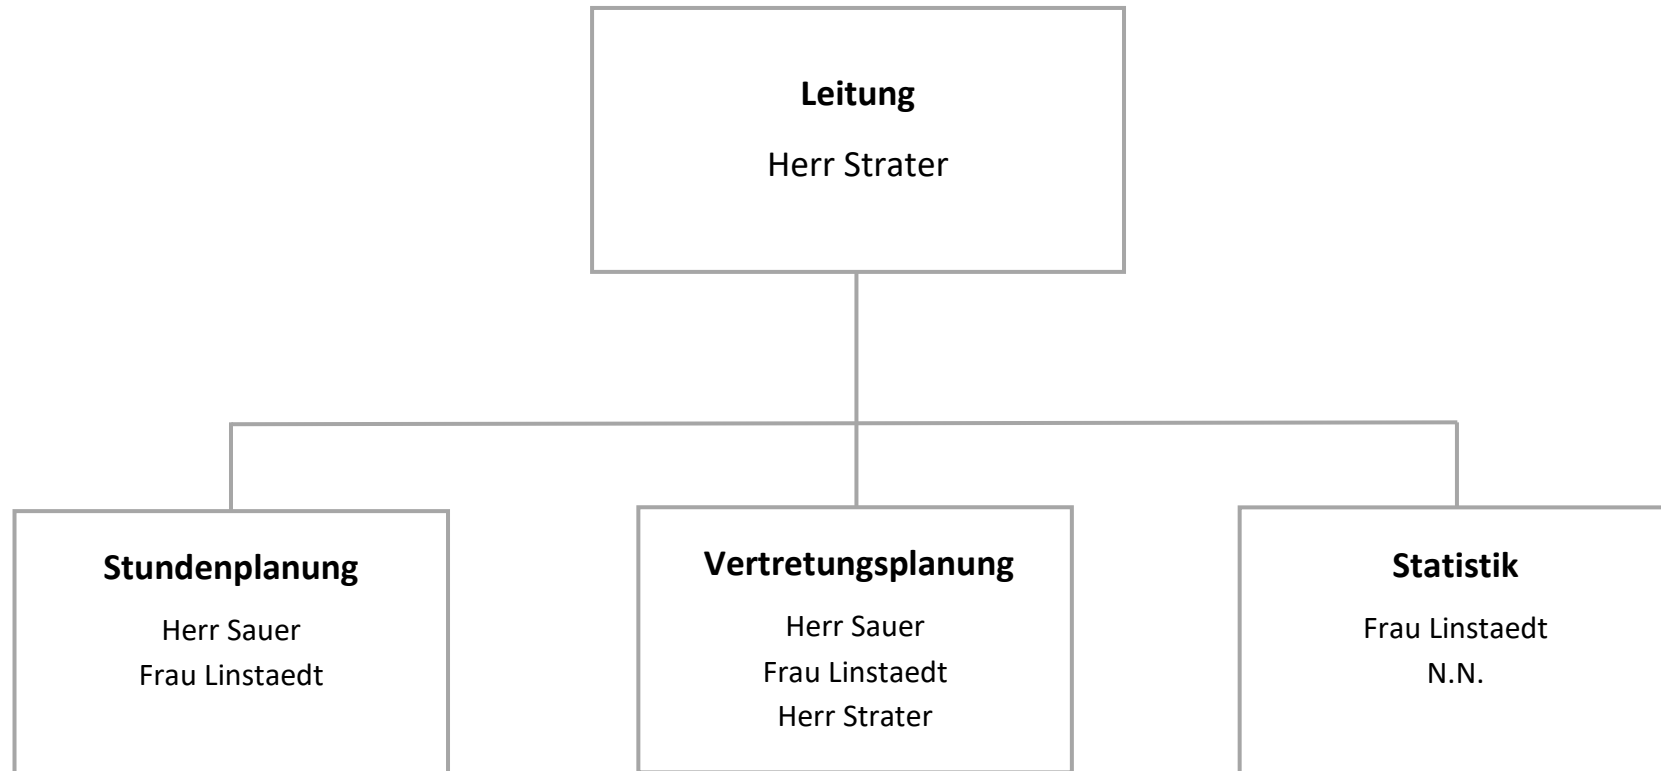 Leitung
Herr Strater
Stundenplanung
Herr Sauer
Frau Linstaedt
Vertretungsplanung
Herr Sauer
Frau Linstaedt
Herr Strater
Statistik
Frau Linstaedt
N.N.